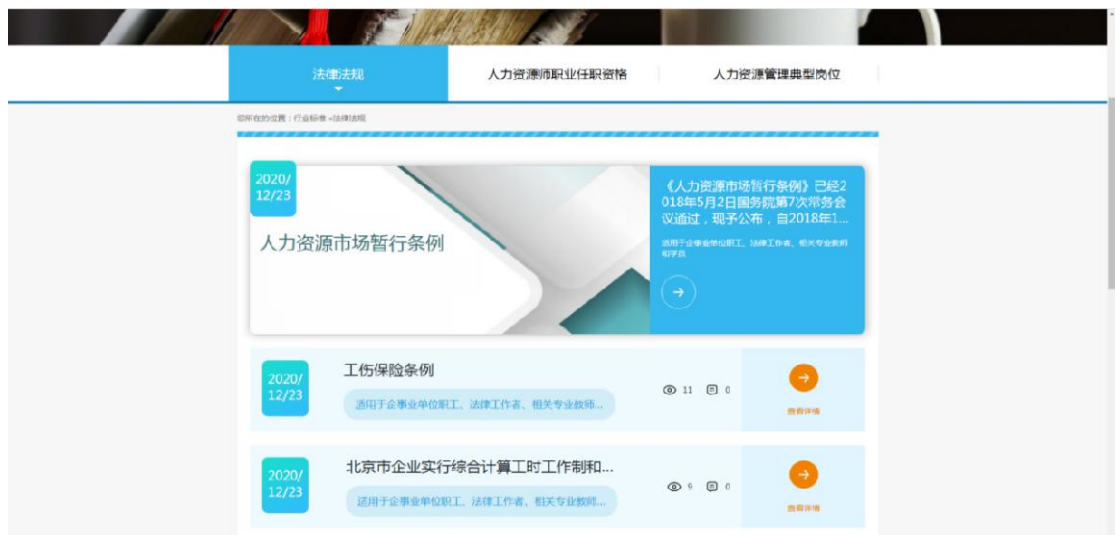 法律法规
人力资源师职业任职资格
人力资源管理典型岗位
您所在的位置：行业标准 »法律法规
2020/
12/23
人力资源市场暂行条例
《人力资源市场暂行条例》已经2
018年5月2日国务院第7次常务会
议通过，现予公布，自2018年1...
适用于企事业单位职工、法律工作者、相关专业教师
和学员
2020/
12/23
工伤保险条例
适用于企事业单位职工、法律工作者、相关专业教师...
11 0
查看详情
2020/
12/23
北京市企业实行综合计算工时工作制和...
适用于企事业单位职工、法律工作者、相关专业教师...
9 0
查看详情